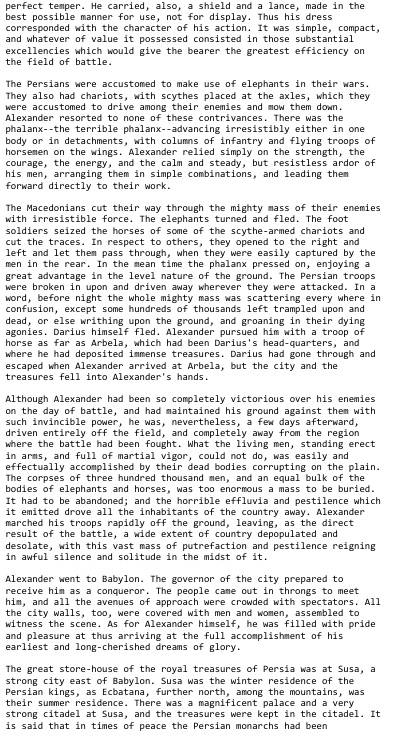 perfect temper. He carried, also, a shield and a lance, made in the
best possible manner for use, not for display. Thus his dress
corresponded with the character of his action. It was simple, compact,
and whatever of value it possessed consisted in those substantial
excellencies which would give the bearer the greatest efficiency on
the field of battle.

The Persians were accustomed to make use of elephants in their wars.
They also had chariots, with scythes placed at the axles, which they
were accustomed to drive among their enemies and mow them down.
Alexander resorted to none of these contrivances. There was the
phalanx--the terrible phalanx--advancing irresistibly either in one
body or in detachments, with columns of infantry and flying troops of
horsemen on the wings. Alexander relied simply on the strength, the
courage, the energy, and the calm and steady, but resistless ardor of
his men, arranging them in simple combinations, and leading them
forward directly to their work.

The Macedonians cut their way through the mighty mass of their enemies
with irresistible force. The elephants turned and fled. The foot
soldiers seized the horses of some of the scythe-armed chariots and
cut the traces. In respect to others, they opened to the right and
left and let them pass through, when they were easily captured by the
men in the rear. In the mean time the phalanx pressed on, enjoying a
great advantage in the level nature of the ground. The Persian troops
were broken in upon and driven away wherever they were attacked. In a
word, before night the whole mighty mass was scattering every where in
confusion, except some hundreds of thousands left trampled upon and
dead, or else writhing upon the ground, and groaning in their dying
agonies. Darius himself fled. Alexander pursued him with a troop of
horse as far as Arbela, which had been Darius's head-quarters, and
where he had deposited immense treasures. Darius had gone through and
escaped when Alexander arrived at Arbela, but the city and the
treasures fell into Alexander's hands.

Although Alexander had been so completely victorious over his enemies
on the day of battle, and had maintained his ground against them with
such invincible power, he was, nevertheless, a few days afterward,
driven entirely off the field, and completely away from the region
where the battle had been fought. What the living men, standing erect
in arms, and full of martial vigor, could not do, was easily and
effectually accomplished by their dead bodies corrupting on the plain.
The corpses of three hundred thousand men, and an equal bulk of the
bodies of elephants and horses, was too enormous a mass to be buried.
It had to be abandoned; and the horrible effluvia and pestilence which
it emitted drove all the inhabitants of the country away. Alexander
marched his troops rapidly off the ground, leaving, as the direct
result of the battle, a wide extent of country depopulated and
desolate, with this vast mass of putrefaction and pestilence reigning
in awful silence and solitude in the midst of it.

Alexander went to Babylon. The governor of the city prepared to
receive him as a conqueror. The people came out in throngs to meet
him, and all the avenues of approach were crowded with spectators. All
the city walls, too, were covered with men and women, assembled to
witness the scene. As for Alexander himself, he was filled with pride
and pleasure at thus arriving at the full accomplishment of his
earliest and long-cherished dreams of glory.

The great store-house of the royal treasures of Persia was at Susa, a
strong city east of Babylon. Susa was the winter residence of the
Persian kings, as Ecbatana, further north, among the mountains, was
their summer residence. There was a magnificent palace and a very
strong citadel at Susa, and the treasures were kept in the citadel. It
is said that in times of peace the Persian monarchs had been